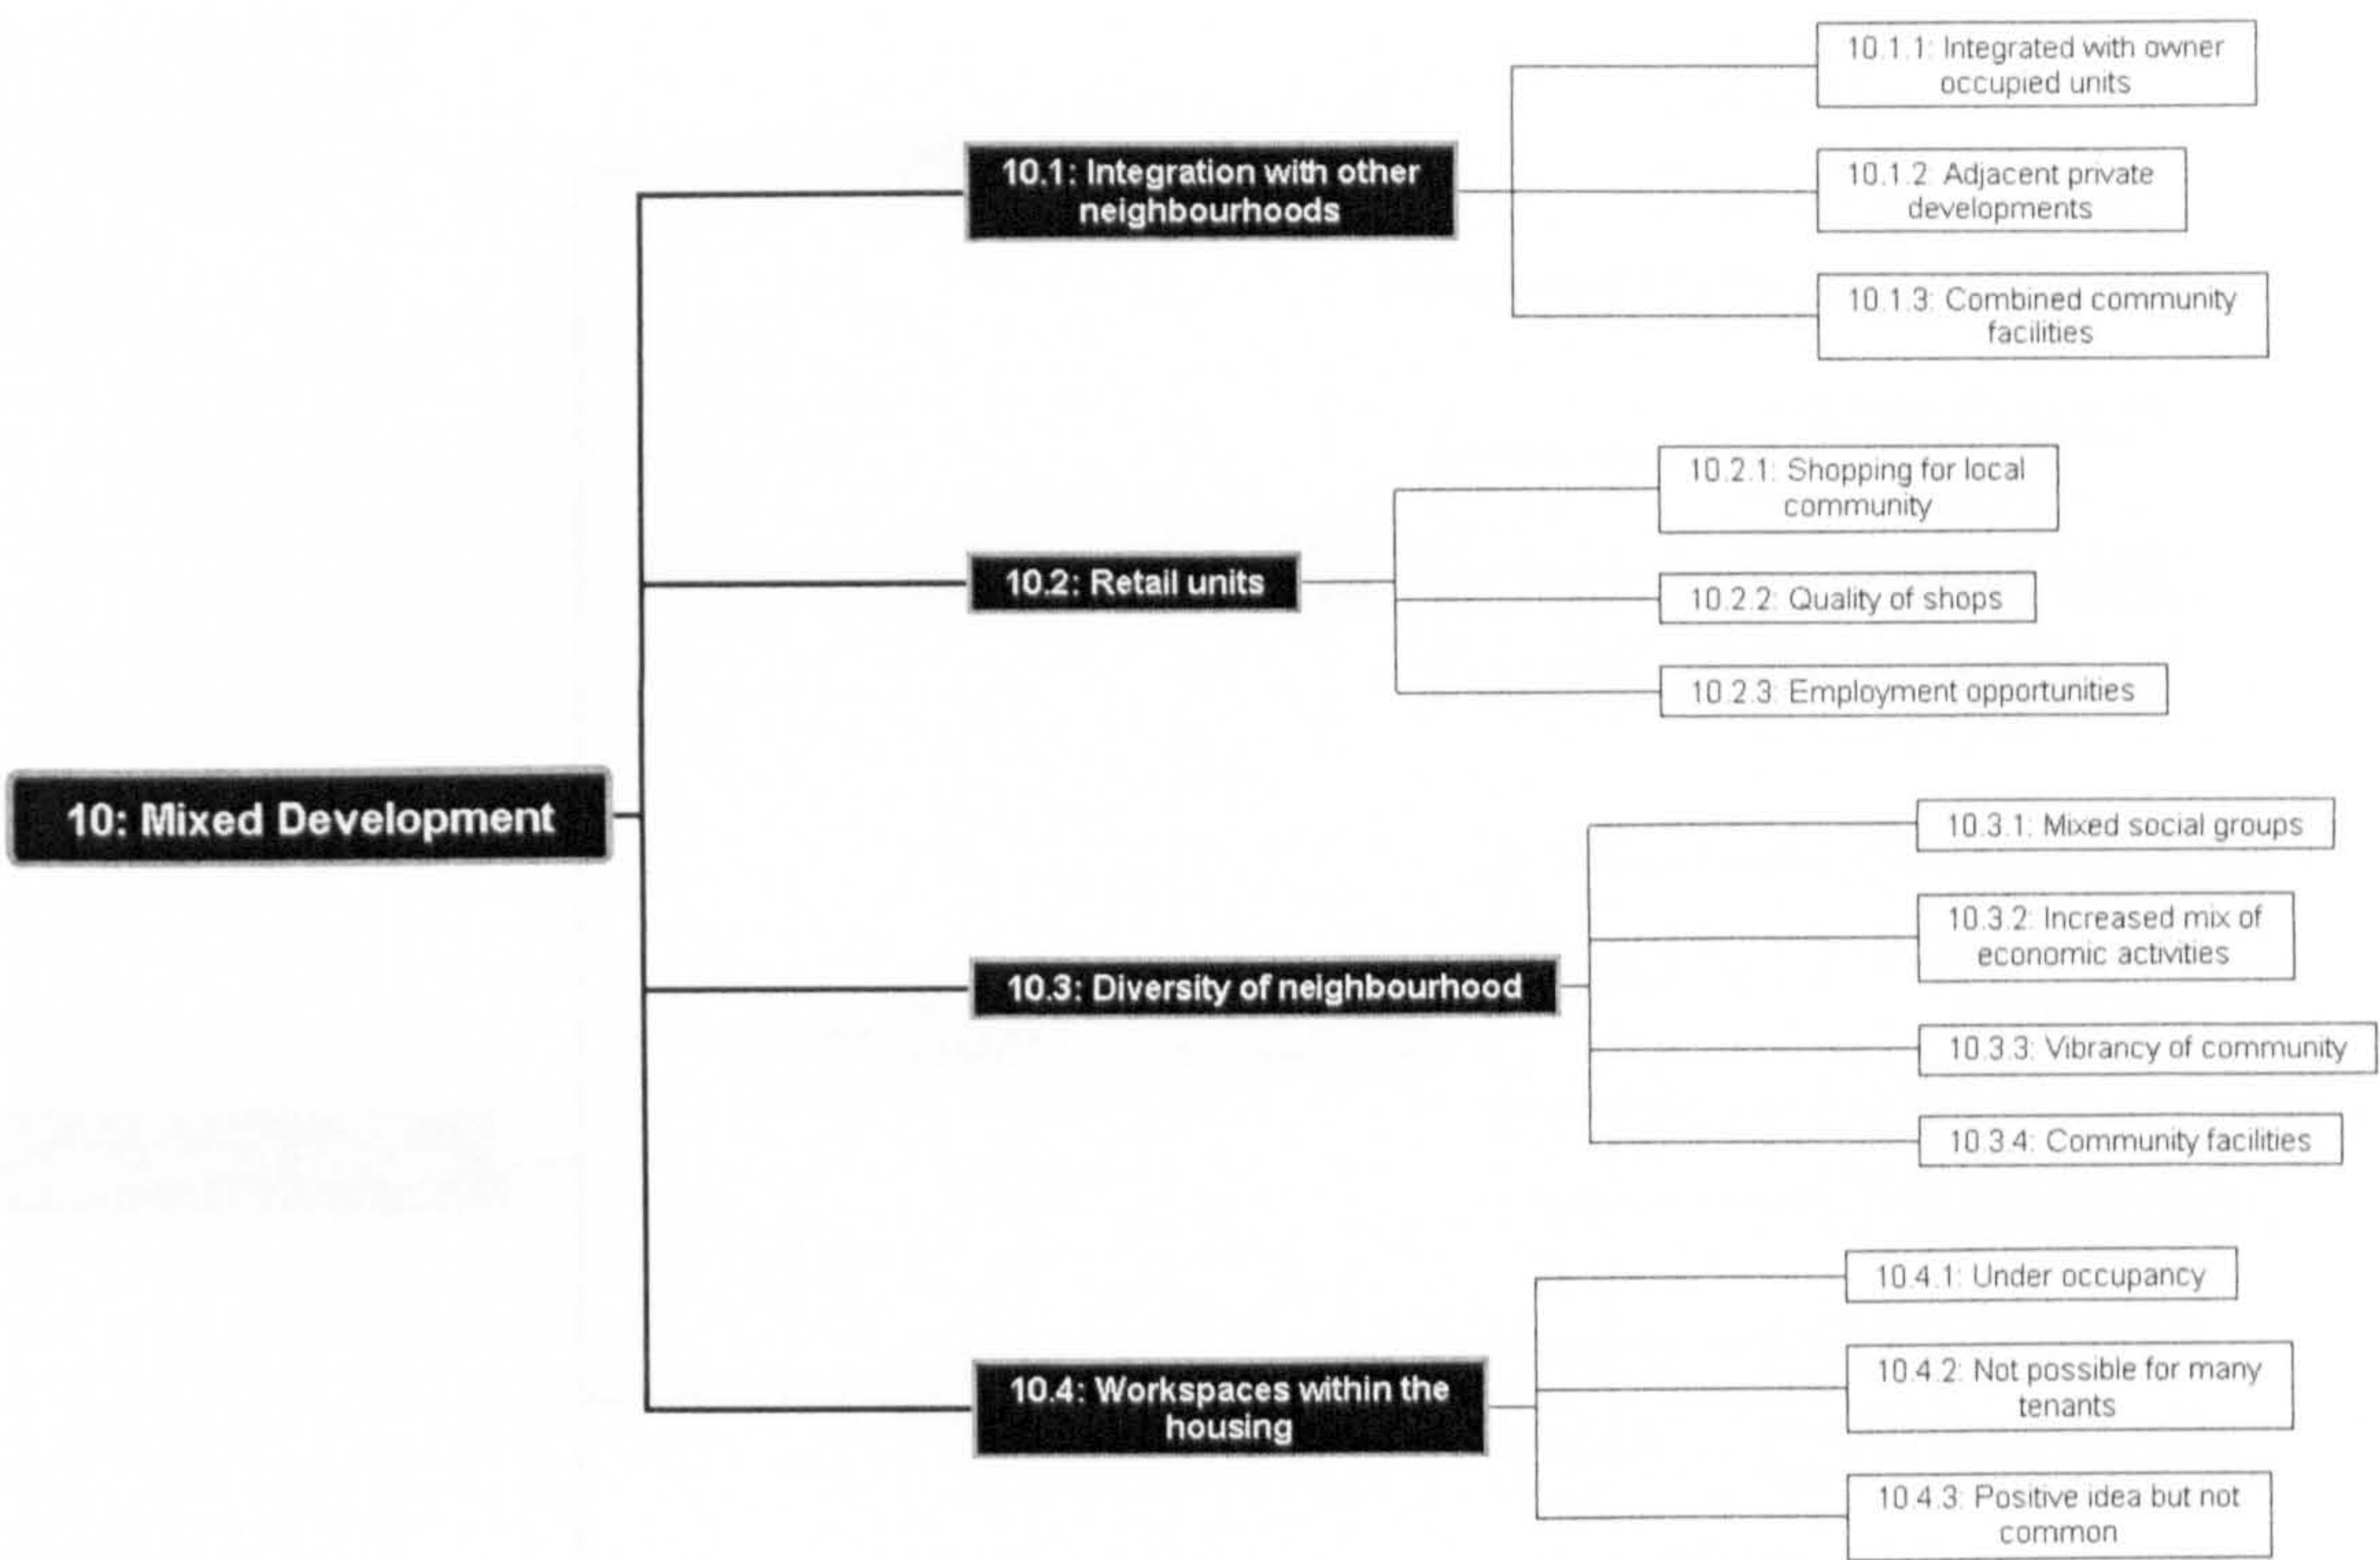 10: Mixed Development
10.1: Integration with other
neighbourhoods
10.1.1: Integrated with owner
occupied units
10.1.2: Adjacent private
developments
10.1.3: Combined community
facilities
10.2: Retail units
10.2.1: Shopping for local
community
10.2.2: Quality of shops
10.2.3: Employment opportunities
10.3: Diversity of neighbourhood
10.3.1: Mixed social groups
10.3.2: Increased mix of
economic activities
10.3.3: Vibrancy of community
10.3.4: Community facilities
10.4: Workspaces within the
housing
10.4.1: Under occupancy
10.4.2: Not possible for many
tenants
10.4.3: Positive idea but not
common